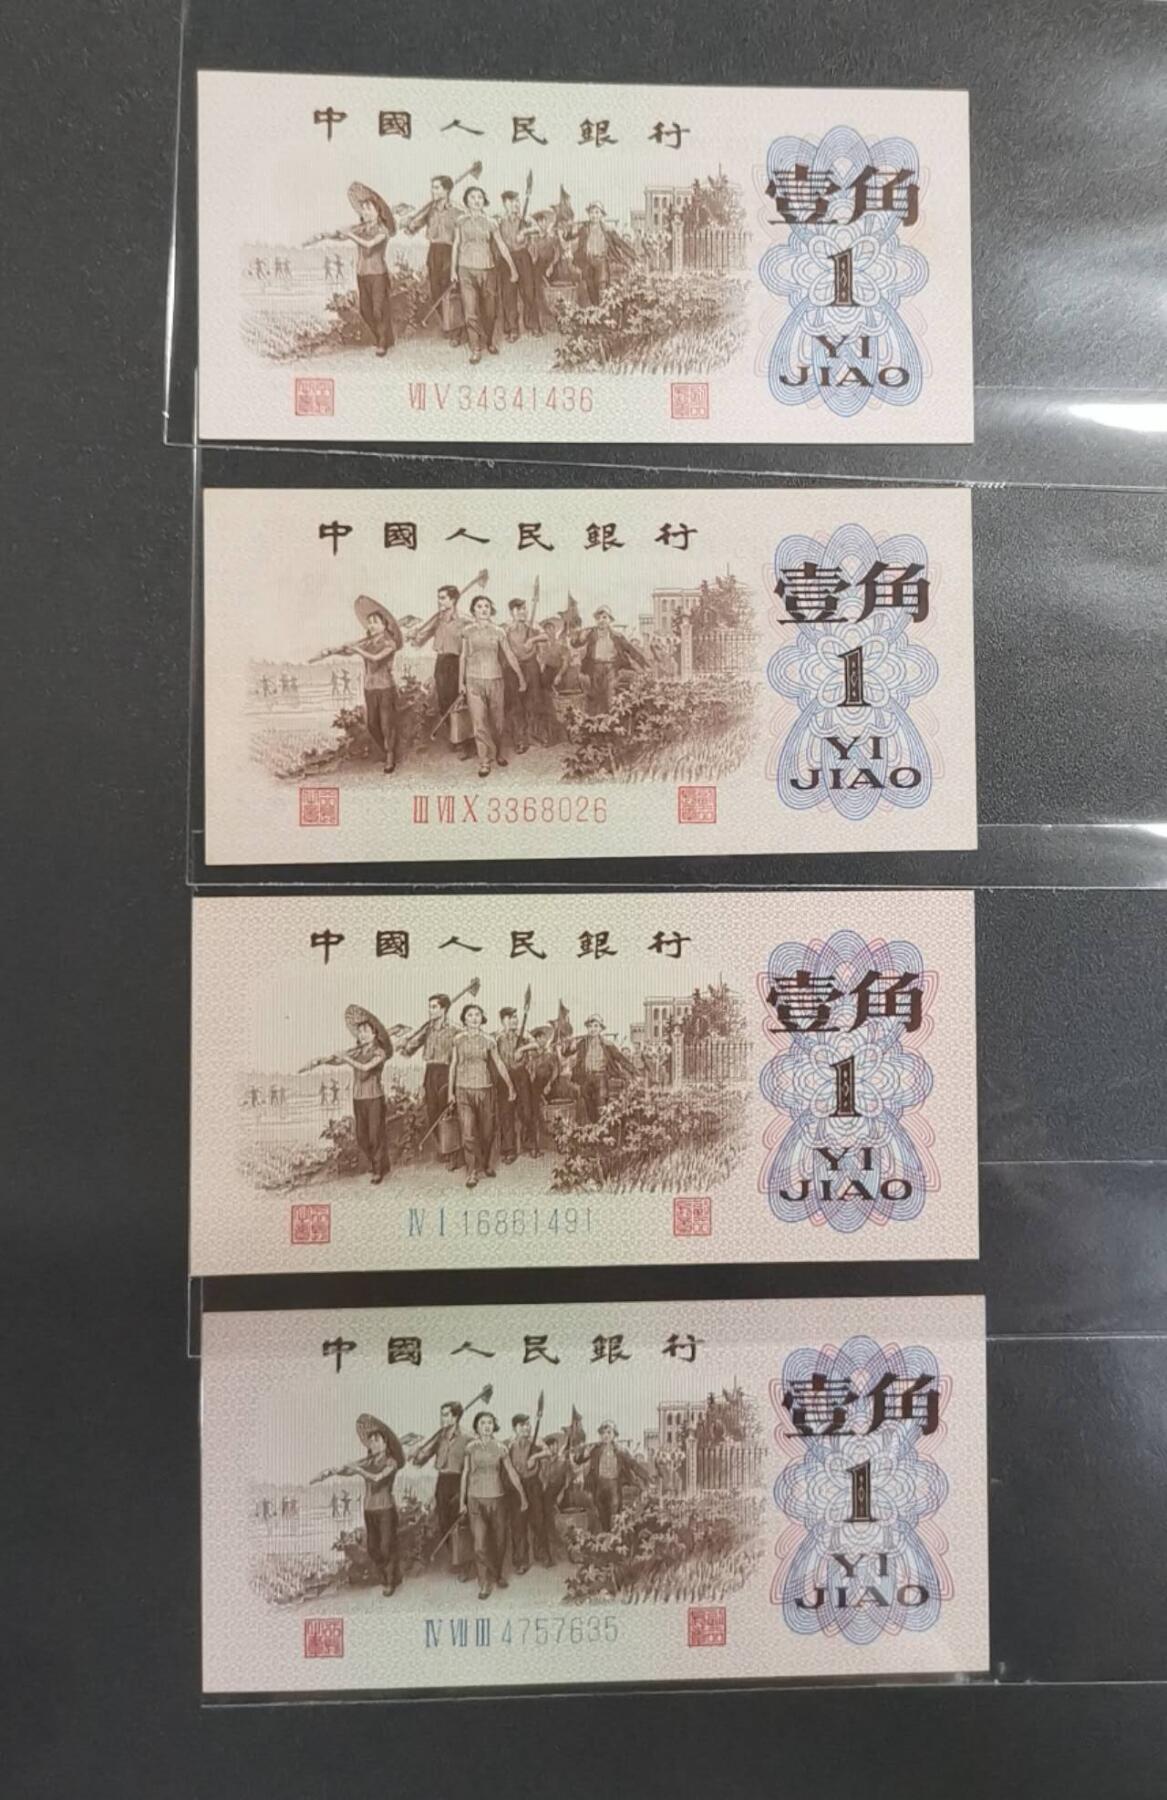 中國人民銀行
壹角
1
YI
JIAO
Ⅷ Ⅴ 34341436
中國人民銀行
壹角
1
YI
JIAO
Ⅲ Ⅶ Ⅹ 3368026
中國人民銀行
壹角
1
YI
JIAO
Ⅳ Ⅰ 16861491
中國人民銀行
壹角
1
YI
JIAO
Ⅳ Ⅶ Ⅲ 4757635